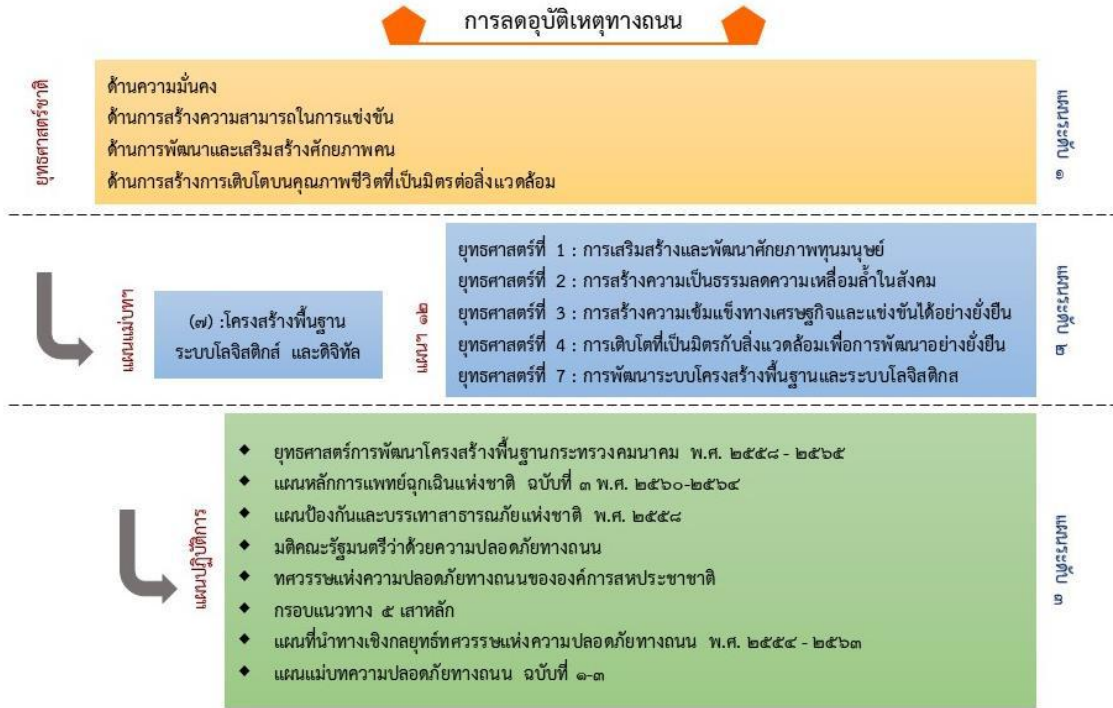 การลดอุบัติเหตุทางถนน
ยุทธศาสตร์ชาติ
ด้านความมั่นคง
ด้านการสร้างความสามารถในการแข่งขัน
ด้านการพัฒนาและเสริมสร้างศักยภาพคน
ด้านการสร้างการเติบโตบนคุณภาพชีวิตที่เป็นมิตรต่อสิ่งแวดล้อม
แผนระดับ ๑
แผนแม่บทฯ
(๗) :โครงสร้างพื้นฐาน
ระบบโลจิสติกส์ และดิจิทัล
แผนฯ ๑๒
ยุทธศาสตร์ที่ 1 : การเสริมสร้างและพัฒนาศักยภาพทุนมนุษย์
ยุทธศาสตร์ที่ 2 : การสร้างความเป็นธรรมลดความเหลื่อมล้ำในสังคม
ยุทธศาสตร์ที่ 3 : การสร้างความเข้มแข็งทางเศรษฐกิจและแข่งขันได้อย่างยั่งยืน
ยุทธศาสตร์ที่ 4 : การเติบโตที่เป็นมิตรกับสิ่งแวดล้อมเพื่อการพัฒนาอย่างยั่งยืน
ยุทธศาสตร์ที่ 7 : การพัฒนาระบบโครงสร้างพื้นฐานและระบบโลจิสติกส
แผนระดับ ๒
แผนปฏิบัติการ
◆ ยุทธศาสตร์การพัฒนาโครงสร้างพื้นฐานกระทรวงคมนาคม พ.ศ. ๒๕๕๘ - ๒๕๖๕
◆ แผนหลักการแพทย์ฉุกเฉินแห่งชาติ ฉบับที่ ๓ พ.ศ. ๒๕๖๐-๒๕๖๔
◆ แผนป้องกันและบรรเทาสาธารณภัยแห่งชาติ พ.ศ. ๒๕๕๘
◆ มติคณะรัฐมนตรีว่าด้วยความปลอดภัยทางถนน
◆ ทศวรรษแห่งความปลอดภัยทางถนนขององค์การสหประชาชาติ
◆ กรอบแนวทาง ๕ เสาหลัก
◆ แผนที่นำทางเชิงกลยุทธ์ทศวรรษแห่งความปลอดภัยทางถนน พ.ศ. ๒๕๕๔ - ๒๕๖๓
◆ แผนแม่บทความปลอดภัยทางถนน ฉบับที่ ๑-๓
แผนระดับ ๓